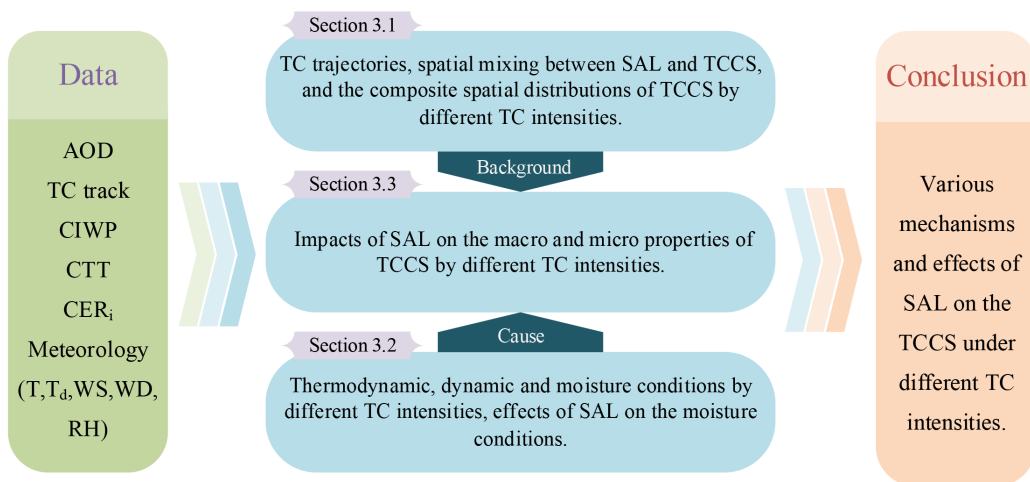 Data
AOD
TC track
CIWP
CTT
CERᵢ
Meteorology
(T,T_d,WS,WD,
RH)
Section 3.1
TC trajectories, spatial mixing between SAL and TCCS,
and the composite spatial distributions of TCCS by
different TC intensities.
Background
Section 3.3
Impacts of SAL on the macro and micro properties of
TCCS by different TC intensities.
Cause
Section 3.2
Thermodynamic, dynamic and moisture conditions by
different TC intensities, effects of SAL on the moisture
conditions.
Conclusion
Various
mechanisms
and effects of
SAL on the
TCCS under
different TC
intensities.